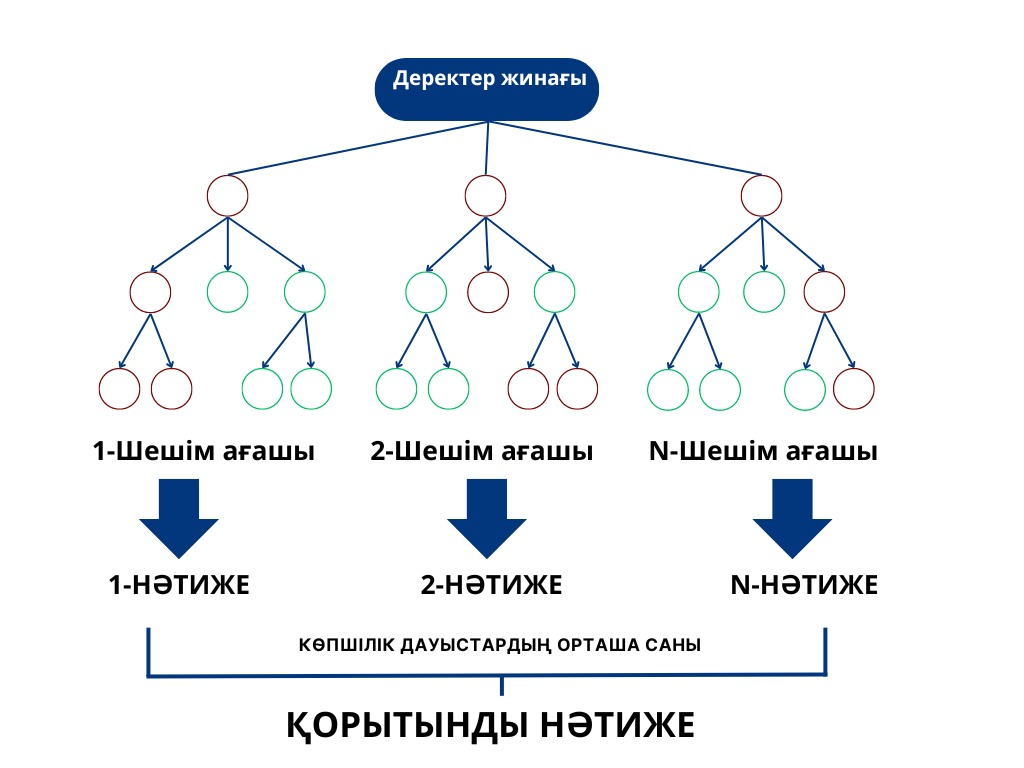 Деректер жинағы
1-Шешім ағашы
2-Шешім ағашы
N-Шешім ағашы
1-НӘТИЖЕ
2-НӘТИЖЕ
N-НӘТИЖЕ
КӨПШІЛІК ДАУЫСТАРДЫҢ ОРТАША САНЫ
ҚОРЫТЫНДЫ НӘТИЖЕ